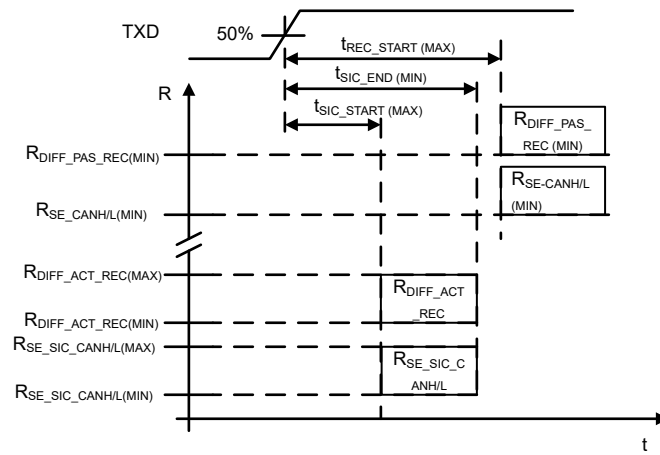 TXD
50%
tREC_START (MAX)
tSIC_END (MIN)
R
tSIC_START (MAX)
RDIFF_PAS_
REC (MIN)
RDIFF_PAS_REC(MIN)
RSE-CANH/L
(MIN)
RSE_CANH/L(MIN)
RDIFF_ACT_REC(MAX)
RDIFF_ACT
_REC
RDIFF_ACT_REC(MIN)
RSE_SIC_CANH/L(MAX)
RSE_SIC_C
ANH/L
RSE_SIC_CANH/L(MIN)
t